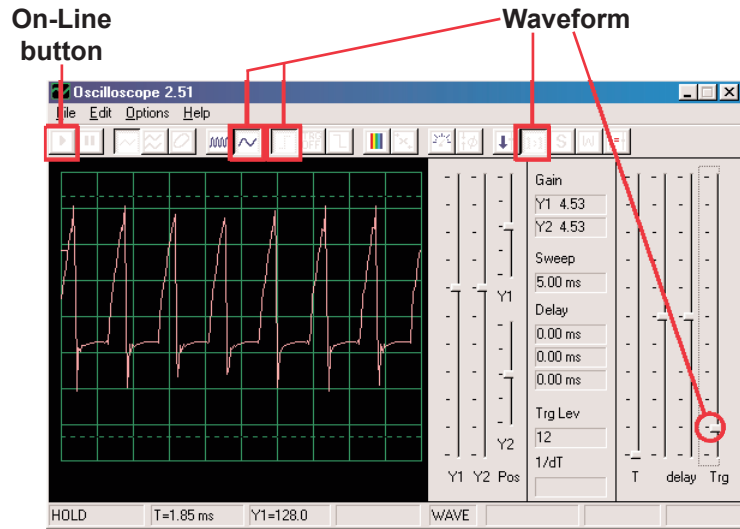 On-Line
button
Waveform
Oscilloscope 2.51
File Edit Options Help
Gain
Y1 4.53
Y2 4.53
Sweep
5.00 ms
Delay
0.00 ms
0.00 ms
0.00 ms
Trg Lev
12
1/dT
Y1
Y2
Y1 Y2 Pos
T delay Trg
HOLD T=1.85 ms Y1=128.0 WAVE